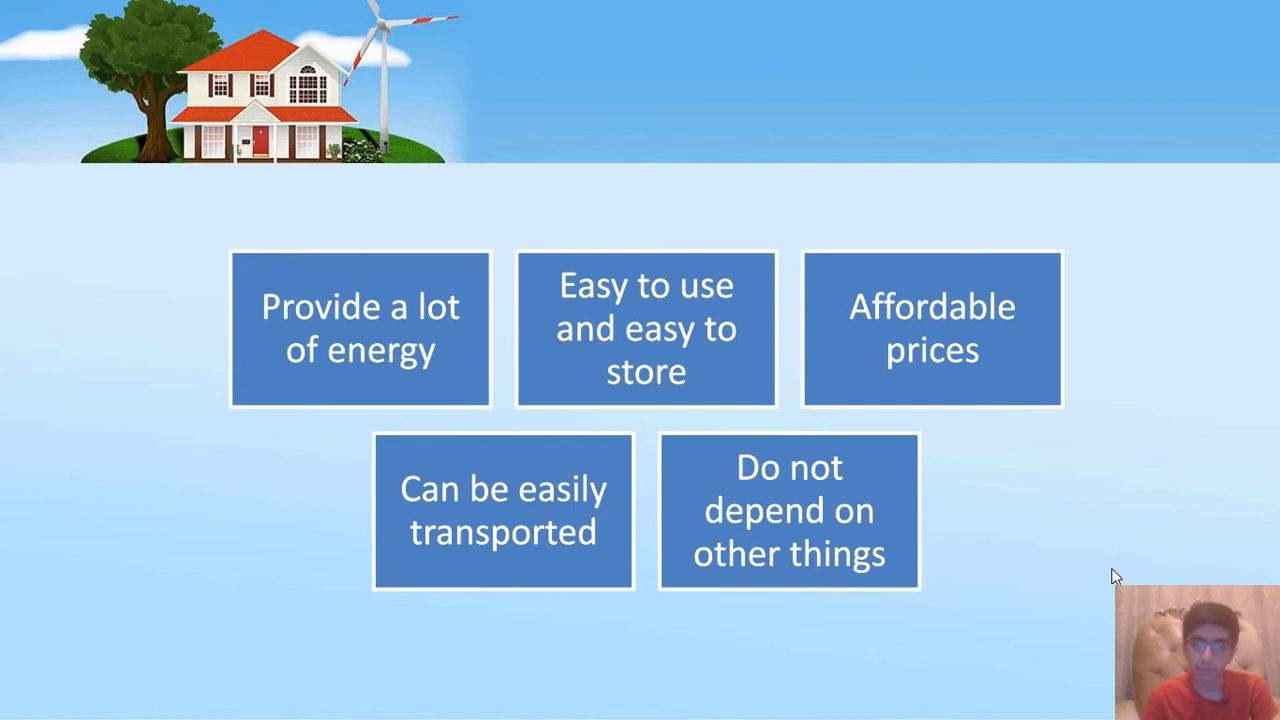 Provide a lot
of energy
Easy to use
and easy to
store
Affordable
prices
Can be easily
transported
Do not
depend on
other things